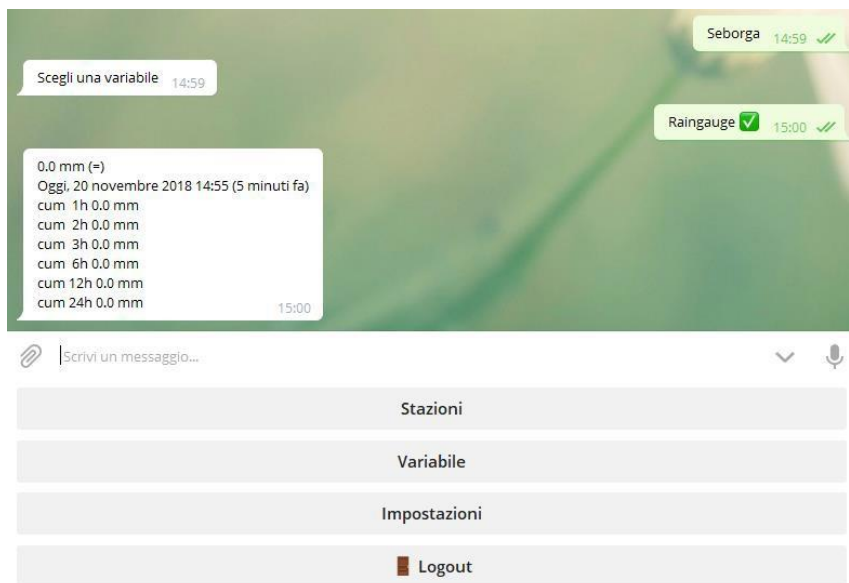 Seborga 14:59
Scegli una variabile 14:59
Raingauge ✅ 15:00
0.0 mm (=)
Oggi, 20 novembre 2018 14:55 (5 minuti fa)
cum 1h 0.0 mm
cum 2h 0.0 mm
cum 3h 0.0 mm
cum 6h 0.0 mm
cum 12h 0.0 mm
cum 24h 0.0 mm
15:00
Scrivi un messaggio...
Stazioni
Variabile
Impostazioni
🚪 Logout